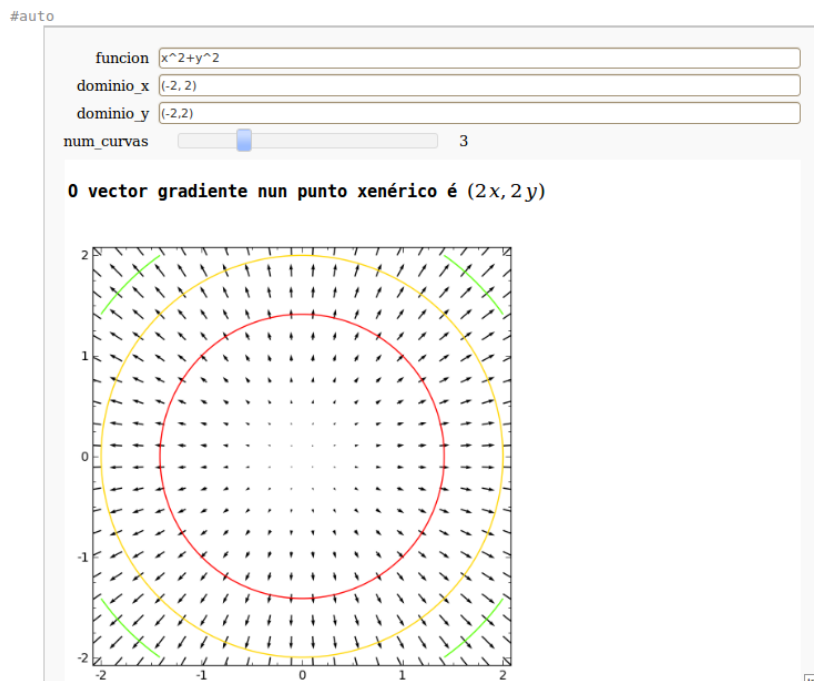 #auto
funcion x^2+y^2
dominio_x (-2, 2)
dominio_y (-2,2)
num_curvas 3
O vector gradiente nun punto xenérico é (2x, 2y)
2
1
0
-1
-2
-2 -1 0 1 2